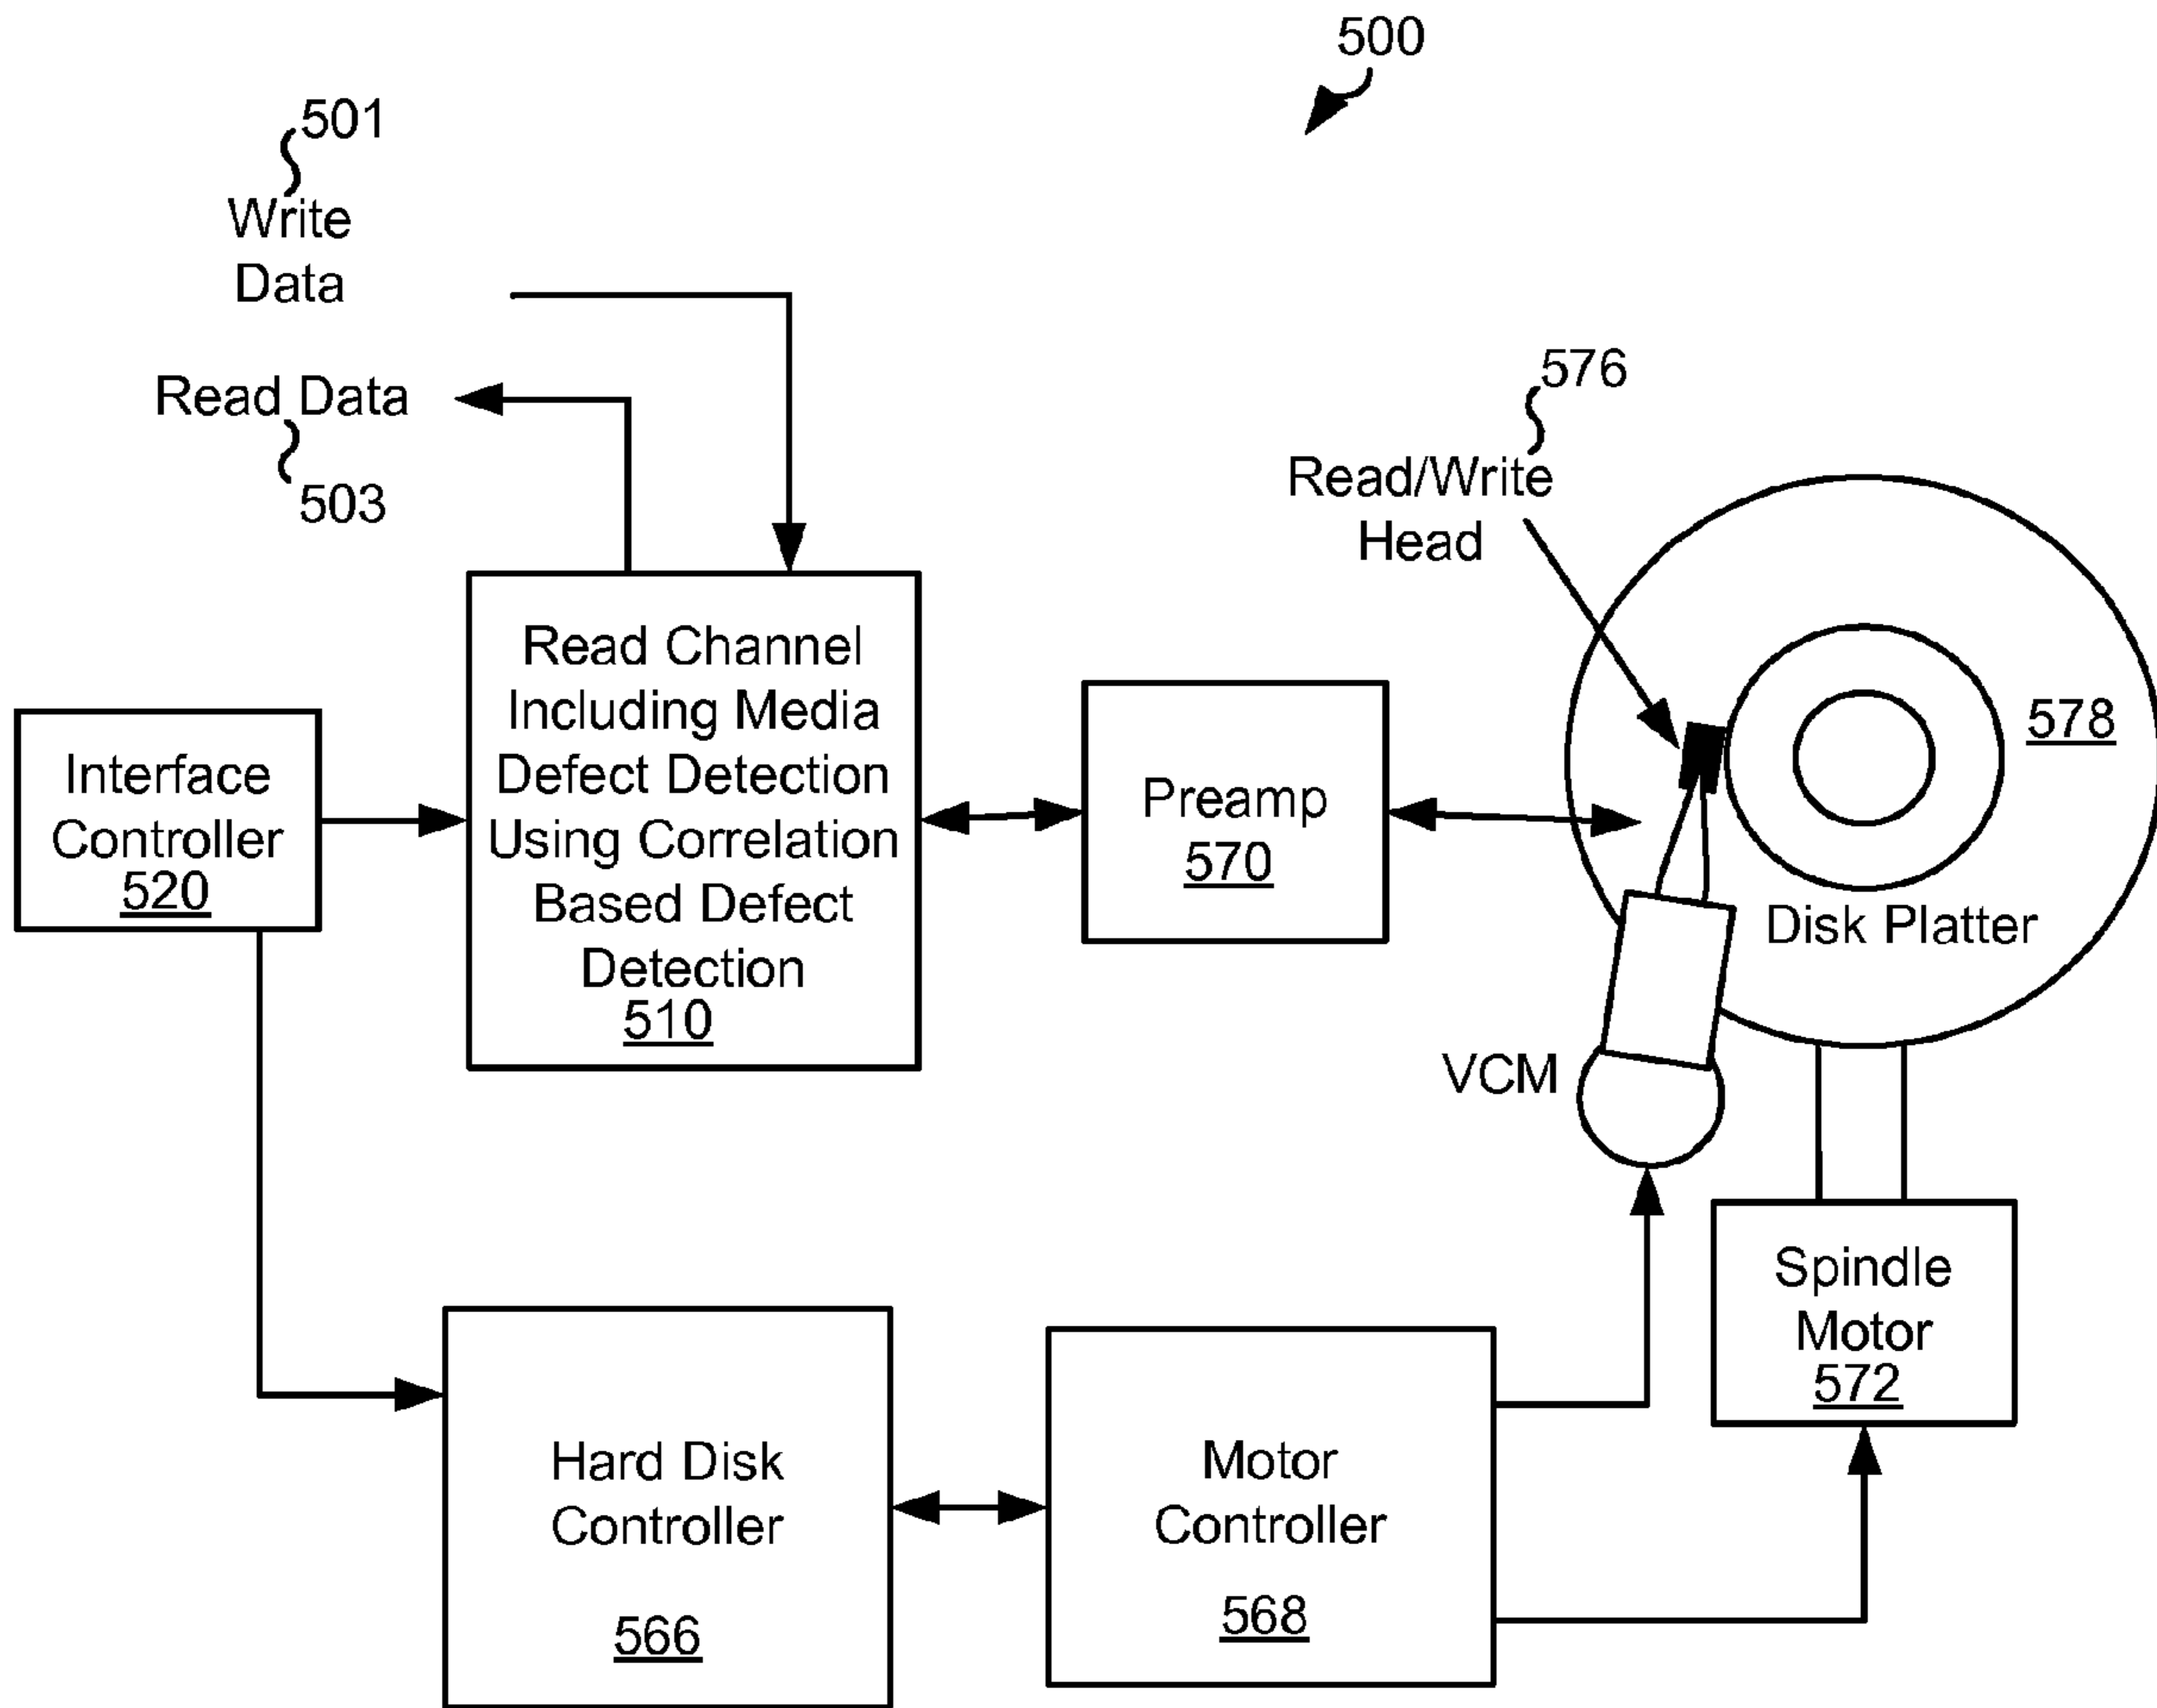 500
501
Write
Data
Read Data
503
576
Read/Write
Head
Read Channel
Including Media
Defect Detection
Using Correlation
Based Defect
Detection
510
Interface
Controller
520
Preamp
570
578
Disk Platter
VCM
Spindle
Motor
572
Hard Disk
Controller
566
Motor
Controller
568